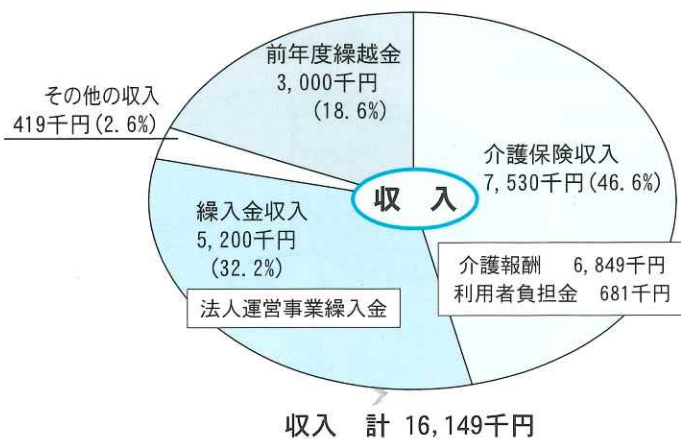 前年度繰越金
3,000千円
(18.6%)
その他の収入
419千円(2.6%)
介護保険収入
7,530千円(46.6%)
収 入
繰入金収入
5,200千円
(32.2%)
法人運営事業繰入金
介護報酬 6,849千円
利用者負担金 681千円
収入 計 16,149千円